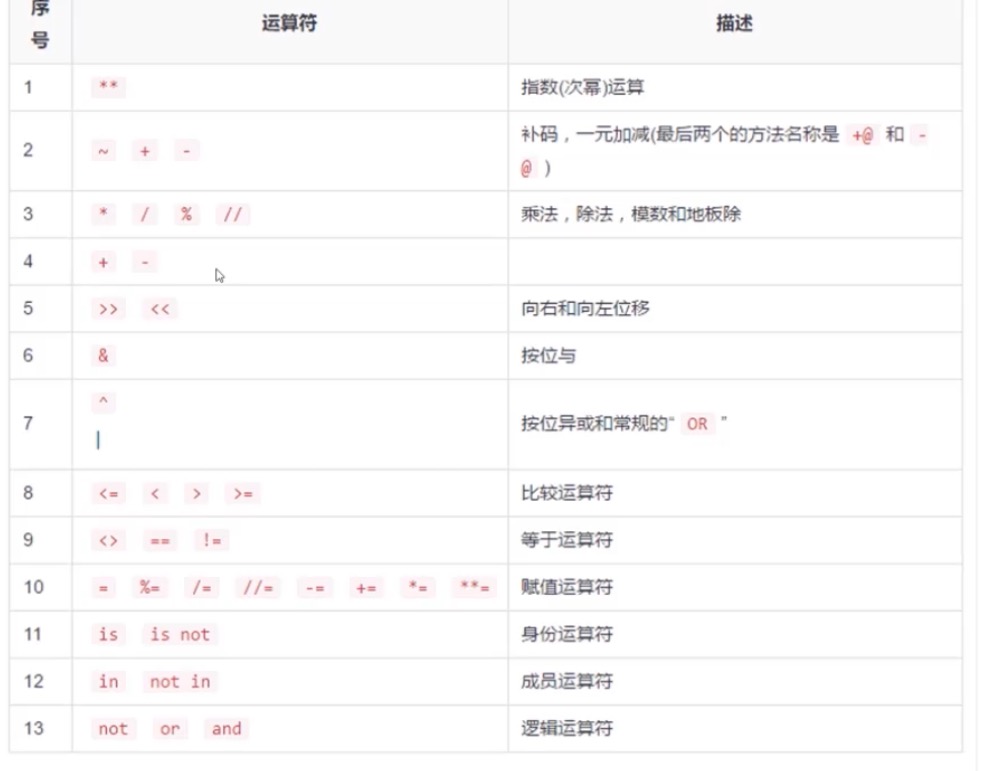 序号 运算符 描述
1 ** 指数(次幂)运算
2 ~ + - 补码，一元加减(最后两个的方法名称是 +@ 和 -
@ )
3 * / % // 乘法，除法，模数和地板除
4 + -
5 >> << 向右和向左位移
6 & 按位与
7 ^
| 按位异或和常规的“ OR ”
8 <= < > >= 比较运算符
9 <> == != 等于运算符
10 = %= /= //= -= += *= **= 赋值运算符
11 is is not 身份运算符
12 in not in 成员运算符
13 not or and 逻辑运算符